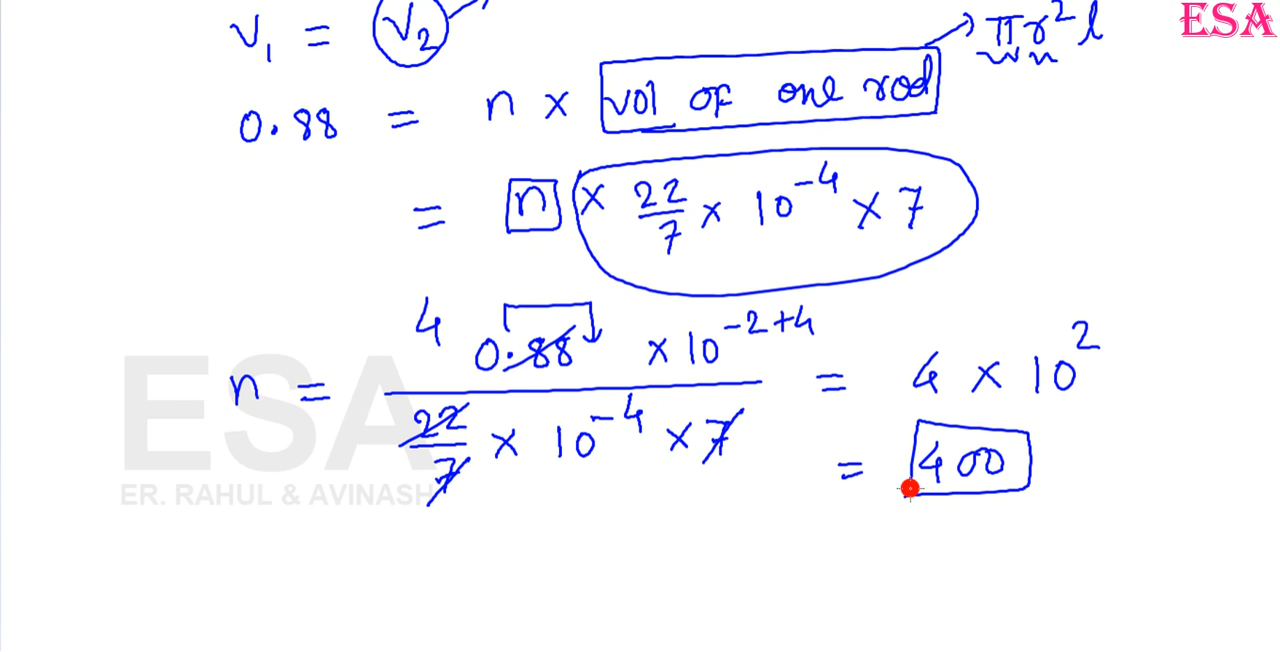 V₁ = V₂
πr²l
ESA
0.88 = n × vol of one rod
= n × 22/7 × 10⁻⁴ × 7
4
n = 0.88 × 10⁻²⁺⁴ / 22/7 × 10⁻⁴ × 7 = 4 × 10²
= 400
ESA
ER. RAHUL & AVINASH